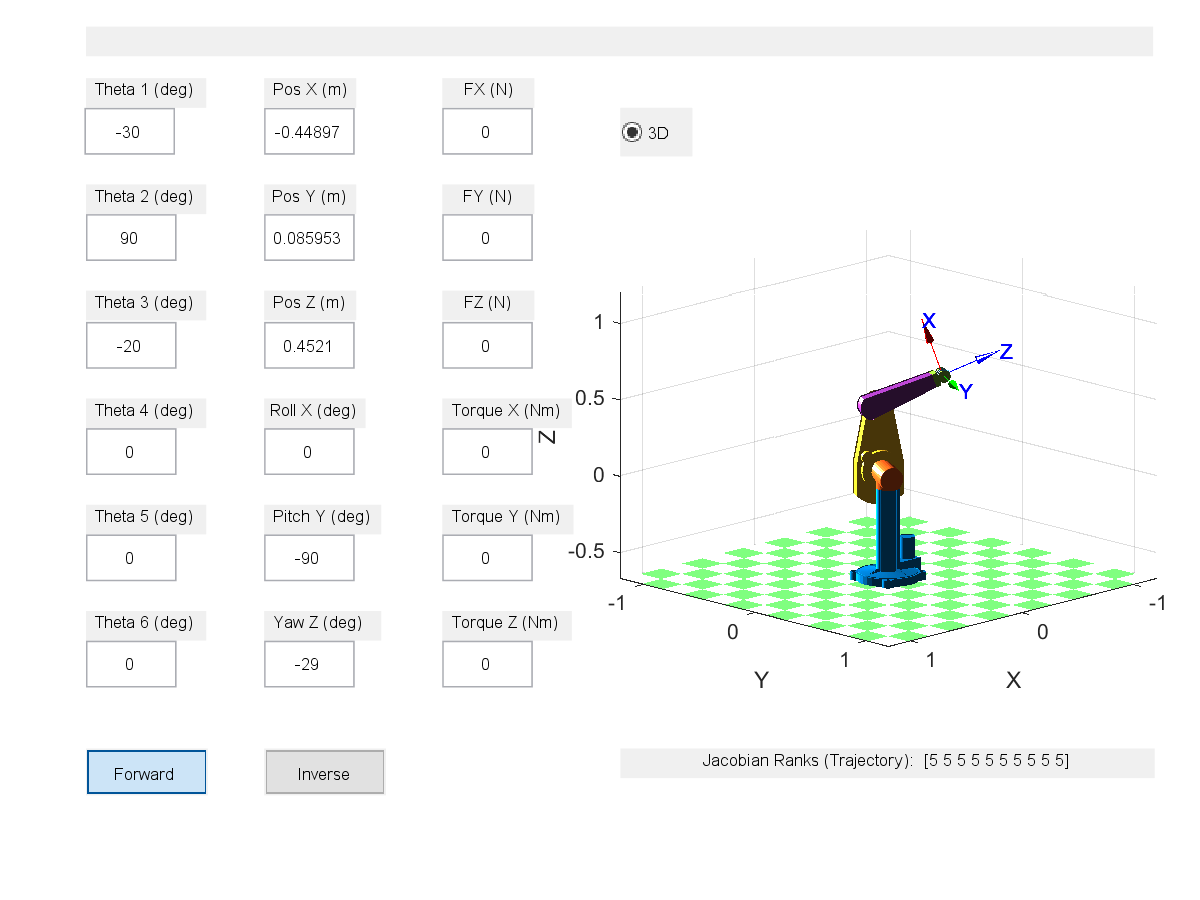 Theta 1 (deg) Pos X (m) FX (N)
-30 -0.44897 0 3D
Theta 2 (deg) Pos Y (m) FY (N)
90 0.085953 0
Theta 3 (deg) Pos Z (m) FZ (N)
-20 0.4521 0
Theta 4 (deg) Roll X (deg) Torque X (Nm)
0 0 0
Theta 5 (deg) Pitch Y (deg) Torque Y (Nm)
0 -90 0
Theta 6 (deg) Yaw Z (deg) Torque Z (Nm)
0 -29 0
Forward Inverse
X
Z
Y
1
0.5
0
-0.5
Z
-1 0 1
Y
1 0 -1
X
Jacobian Ranks (Trajectory): [5 5 5 5 5 5 5 5 5 5]